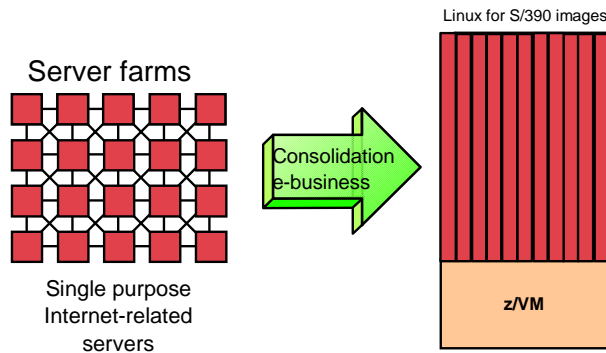 Linux for S/390 images
Server farms
Consolidation
e-business
Single purpose
Internet-related
servers
z/VM